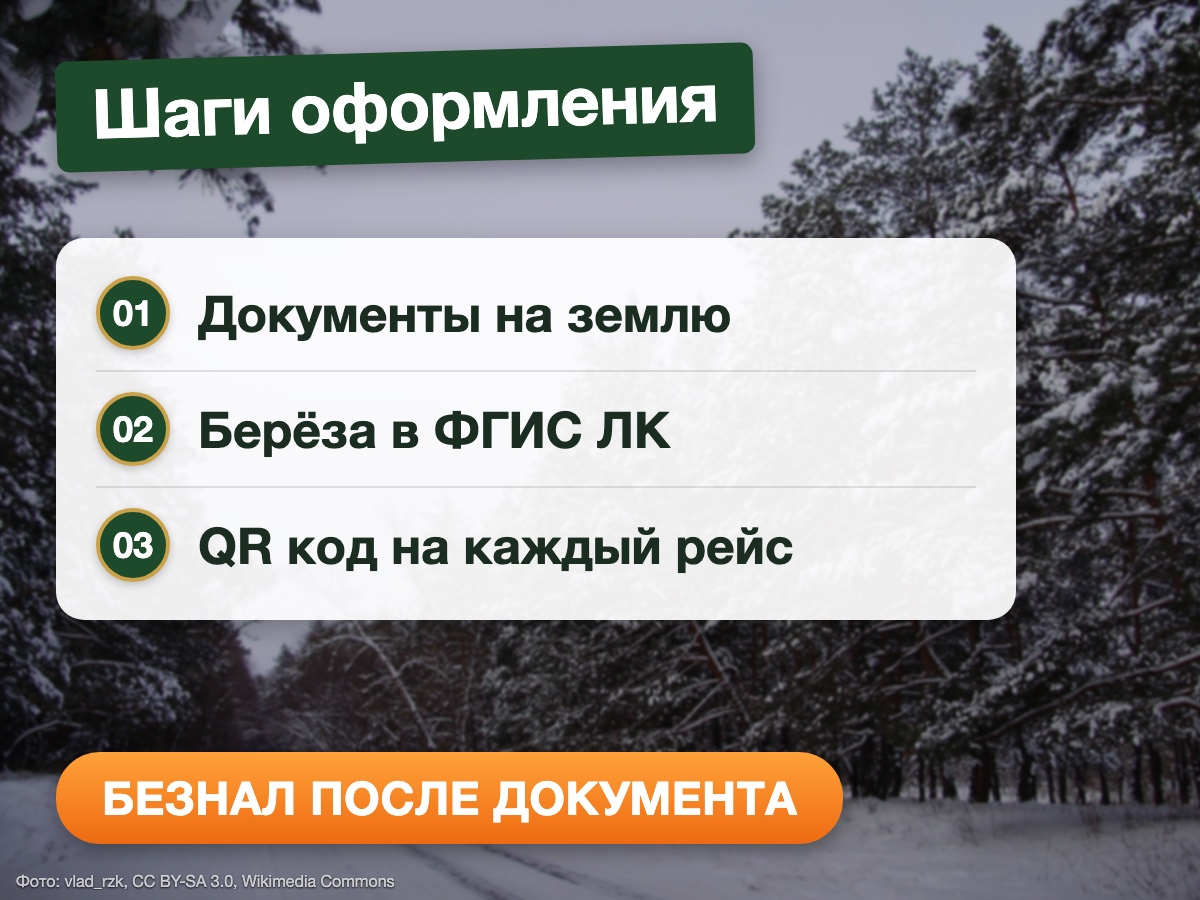 Шаги оформления
01 Документы на землю
02 Берёза в ФГИС ЛК
03 QR код на каждый рейс
БЕЗНАЛ ПОСЛЕ ДОКУМЕНТА
Фото: vlad_rzk, CC BY-SA 3.0, Wikimedia Commons